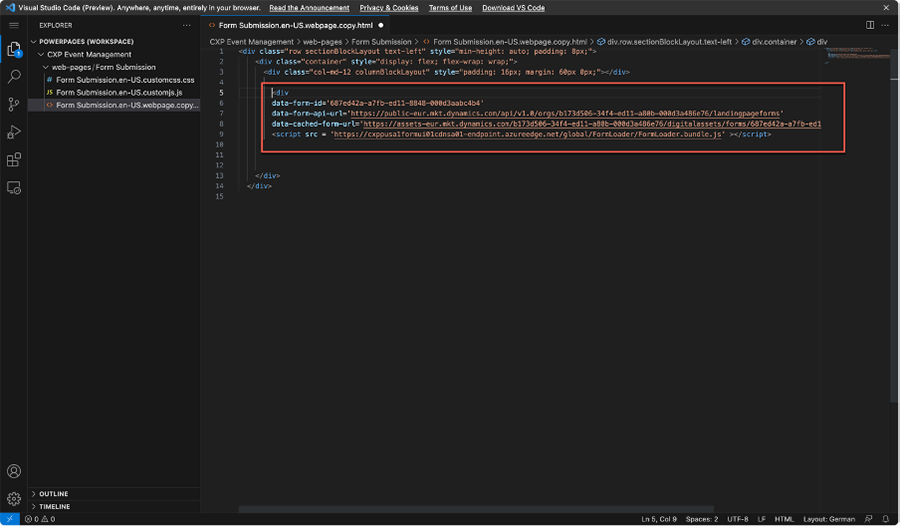 Visual Studio Code (Preview). Anywhere, anytime, entirely in your browser. Read the Announcement Privacy & Cookies Terms of Use Download VS Code
EXPLORER
Form Submission.en-US.webpage.copy.html
POWERPAGES (WORKSPACE)
CXP Event Management
web-pages / Form Submission
# Form Submission.en-US.customcss.css
JS Form Submission.en-US.customjs.js
Form Submission.en-US.webpage.copy...
CXP Event Management > web-pages > Form Submission > Form Submission.en-US.webpage.copy.html > div.row.sectionBlockLayout.text-left > div.container > div
1 <div class="row sectionBlockLayout text-left" style="min-height: auto; padding: 8px;">
2 <div class="container" style="display: flex; flex-wrap: wrap;">
3 <div class="col-md-12 columnBlockLayout" style="padding: 16px; margin: 60px 0px;"></div>
4
5 <div
6 data-form-id='687ed42a-a7fb-ed11-8848-000d3aabc4b4'
7 data-form-api-url='https://public-eur.mkt.dynamics.com/api/v1.0/orgs/b173d506-34f4-ed11-a80b-000d3a486e76/landingpageforms'
8 data-cached-form-url='https://assets-eur.mkt.dynamics.com/b173d506-34f4-ed11-a80b-000d3a486e76/digitalassets/forms/687ed42a-a7fb-ed1
9 <script src = 'https://cxppusa1formui01cdnsa01-endpoint.azureedge.net/global/FormLoader/FormLoader.bundle.js' ></script>
10
11
12
13 </div>
14 </div>
15
1
OUTLINE
TIMELINE
0 0
Ln 5, Col 9 Spaces: 2 UTF-8 LF HTML Layout: German